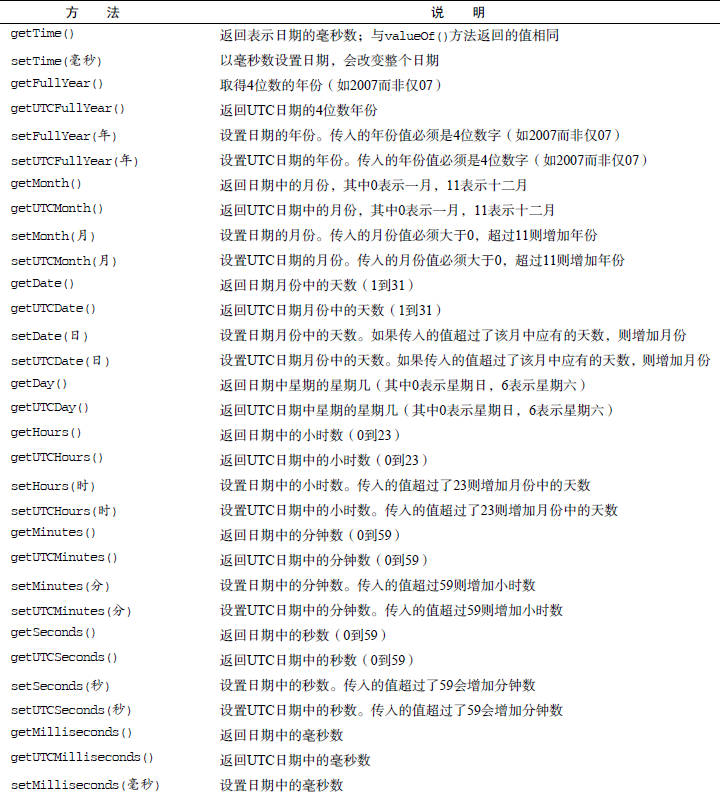 方 法 说 明
getTime() 返回表示日期的毫秒数；与valueOf()方法返回的值相同
setTime(毫秒) 以毫秒数设置日期，会改变整个日期
getFullYear() 取得4位数的年份（如2007而非仅07）
getUTCFullYear() 返回UTC日期的4位数年份
setFullYear(年) 设置日期的年份。传入的年份值必须是4位数字（如2007而非仅07）
setUTCFullYear(年) 设置UTC日期的年份。传入的年份值必须是4位数字（如2007而非仅07）
getMonth() 返回日期中的月份，其中0表示一月，11表示十二月
getUTCMonth() 返回UTC日期中的月份，其中0表示一月，11表示十二月
setMonth(月) 设置日期的月份。传入的月份值必须大于0，超过11则增加年份
setUTCMonth(月) 设置UTC日期的月份。传入的月份值必须大于0，超过11则增加年份
getDate() 返回日期月份中的天数（1到31）
getUTCDate() 返回UTC日期月份中的天数（1到31）
setDate(日) 设置日期月份中的天数。如果传入的值超过了该月中应有的天数，则增加月份
setUTCDate(日) 设置UTC日期月份中的天数。如果传入的值超过了该月中应有的天数，则增加月份
getDay() 返回日期中星期的星期几（其中0表示星期日，6表示星期六）
getUTCDay() 返回UTC日期中星期的星期几（其中0表示星期日，6表示星期六）
getHours() 返回日期中的小时数（0到23）
getUTCHours() 返回UTC日期中的小时数（0到23）
setHours(时) 设置日期中的小时数。传入的值超过了23则增加月份中的天数
setUTCHours(时) 设置UTC日期中的小时数。传入的值超过了23则增加月份中的天数
getMinutes() 返回日期中的分钟数（0到59）
getUTCMinutes() 返回UTC日期中的分钟数（0到59）
setMinutes(分) 设置日期中的分钟数。传入的值超过59则增加小时数
setUTCMinutes(分) 设置UTC日期中的分钟数。传入的值超过59则增加小时数
getSeconds() 返回日期中的秒数（0到59）
getUTCSeconds() 返回UTC日期中的秒数（0到59）
setSeconds(秒) 设置日期中的秒数。传入的值超过了59会增加分钟数
setUTCSeconds(秒) 设置UTC日期中的秒数。传入的值超过了59会增加分钟数
getMilliseconds() 返回日期中的毫秒数
getUTCMilliseconds() 返回UTC日期中的毫秒数
setMilliseconds(毫秒) 设置日期中的毫秒数